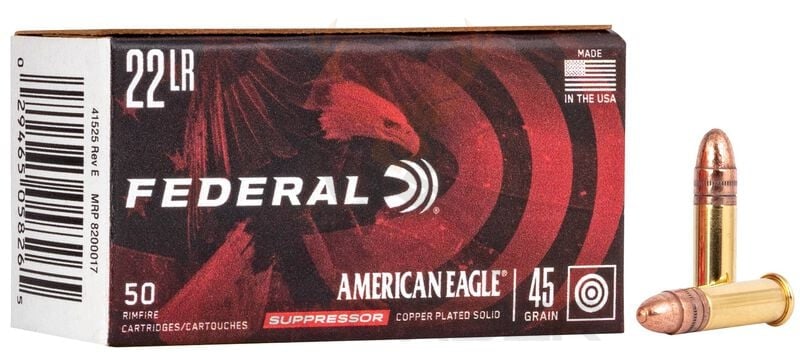 22LR
MADE
IN THE USA
FEDERAL®
50
RIMFIRE
CARTRIDGES/CARTOUCHES
AMERICAN EAGLE®
SUPPRESSOR
COPPER PLATED SOLID
45
GRAIN
41525 Rev E
MRP 8200017
0 29465 05826 5